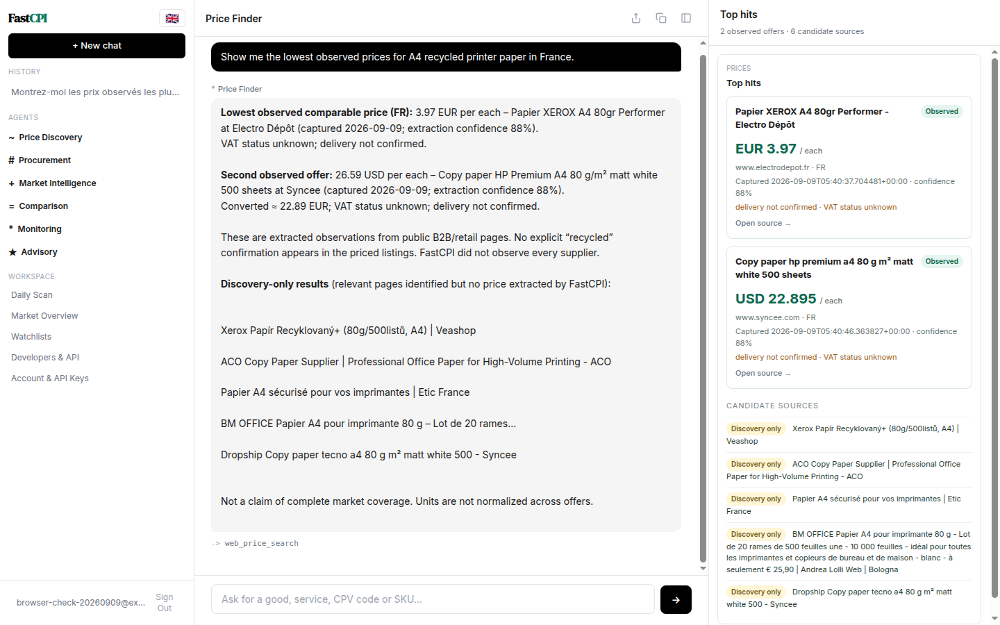 FastCPI
+ New chat
HISTORY
Montrez-moi les prix observés les plu...
AGENTS
~ Price Discovery
# Procurement
+ Market Intelligence
= Comparison
* Monitoring
★ Advisory
WORKSPACE
Daily Scan
Market Overview
Watchlists
Developers & API
Account & API Keys
browser-check-20260909@ex...
Sign
Out
Price Finder
Show me the lowest observed prices for A4 recycled printer paper in France.
* Price Finder
Lowest observed comparable price (FR): 3.97 EUR per each – Papier XEROX A4 80gr Performer
at Electro Dépôt (captured 2026-09-09; extraction confidence 88%).
VAT status unknown; delivery not confirmed.
Second observed offer: 26.59 USD per each – Copy paper HP Premium A4 80 g/m² matt white
500 sheets at Syncee (captured 2026-09-09; extraction confidence 88%).
Converted ≈ 22.89 EUR; VAT status unknown; delivery not confirmed.
These are extracted observations from public B2B/retail pages. No explicit “recycled”
confirmation appears in the priced listings. FastCPI did not observe every supplier.
Discovery-only results (relevant pages identified but no price extracted by FastCPI):
Xerox Papír Recyklovaný+ (80g/500listů, A4) | Veashop
ACO Copy Paper Supplier | Professional Office Paper for High-Volume Printing - ACO
Papier A4 sécurisé pour vos imprimantes | Etic France
BM OFFICE Papier A4 pour imprimante 80 g – Lot de 20 rames...
Dropship Copy paper tecno a4 80 g m² matt white 500 - Syncee
Not a claim of complete market coverage. Units are not normalized across offers.
-> web_price_search
Ask for a good, service, CPV code or SKU...
→
Top hits
2 observed offers · 6 candidate sources
PRICES
Top hits
Papier XEROX A4 80gr Performer -
Electro Dépôt
Observed
EUR 3.97 / each
www.electrodepot.fr · FR
Captured 2026-09-09T05:40:37.704481+00:00 · confidence
88%
delivery not confirmed · VAT status unknown
Open source →
Copy paper hp premium a4 80 g m² matt
white 500 sheets
Observed
USD 22.895 / each
www.syncee.com · FR
Captured 2026-09-09T05:40:46.363827+00:00 · confidence
88%
delivery not confirmed · VAT status unknown
Open source →
CANDIDATE SOURCES
Discovery only Xerox Papír Recyklovaný+ (80g/500listů, A4) |
Veashop
Discovery only ACO Copy Paper Supplier | Professional Office
Paper for High-Volume Printing - ACO
Discovery only Papier A4 sécurisé pour vos imprimantes | Etic
France
Discovery only BM OFFICE Papier A4 pour imprimante 80 g - Lot
de 20 rames de 500 feuilles une - 10 000 feuilles - idéal pour toutes
les imprimantes et copieurs de bureau et de maison - blanc - à
seulement € 25,90 | Andrea Lolli Web | Bologna
Discovery only Dropship Copy paper tecno a4 80 g m² matt
white 500 - Syncee